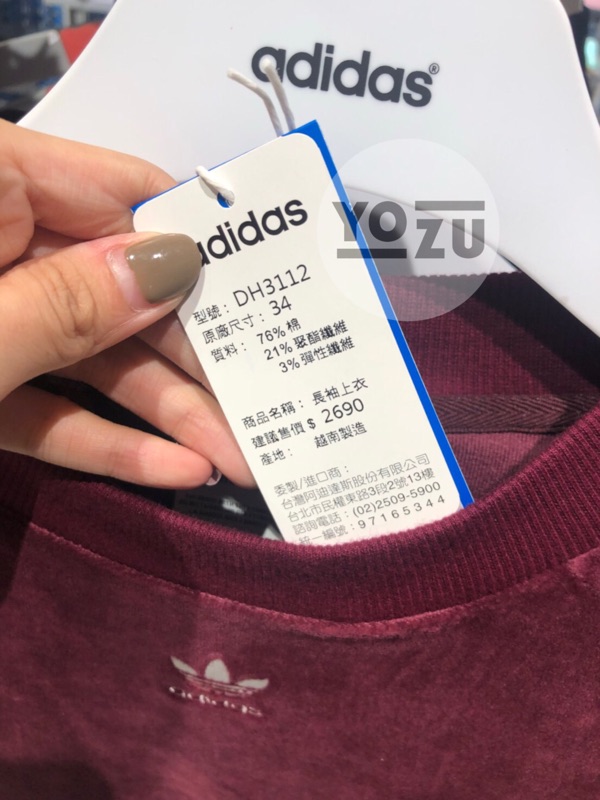 adidas®
YOZU
adidas
型號：DH3112
原廠尺寸：34
質料：76% 棉
21% 聚酯纖維
3% 彈性纖維
商品名稱：長袖上衣
建議售價 $ 2690
產地：越南製造
委製/進口商：
台灣阿迪達斯股份有限公司
台北市民權東路3段2號13樓
諮詢電話：(02)2509-5900
統一編號：97165344
adidas